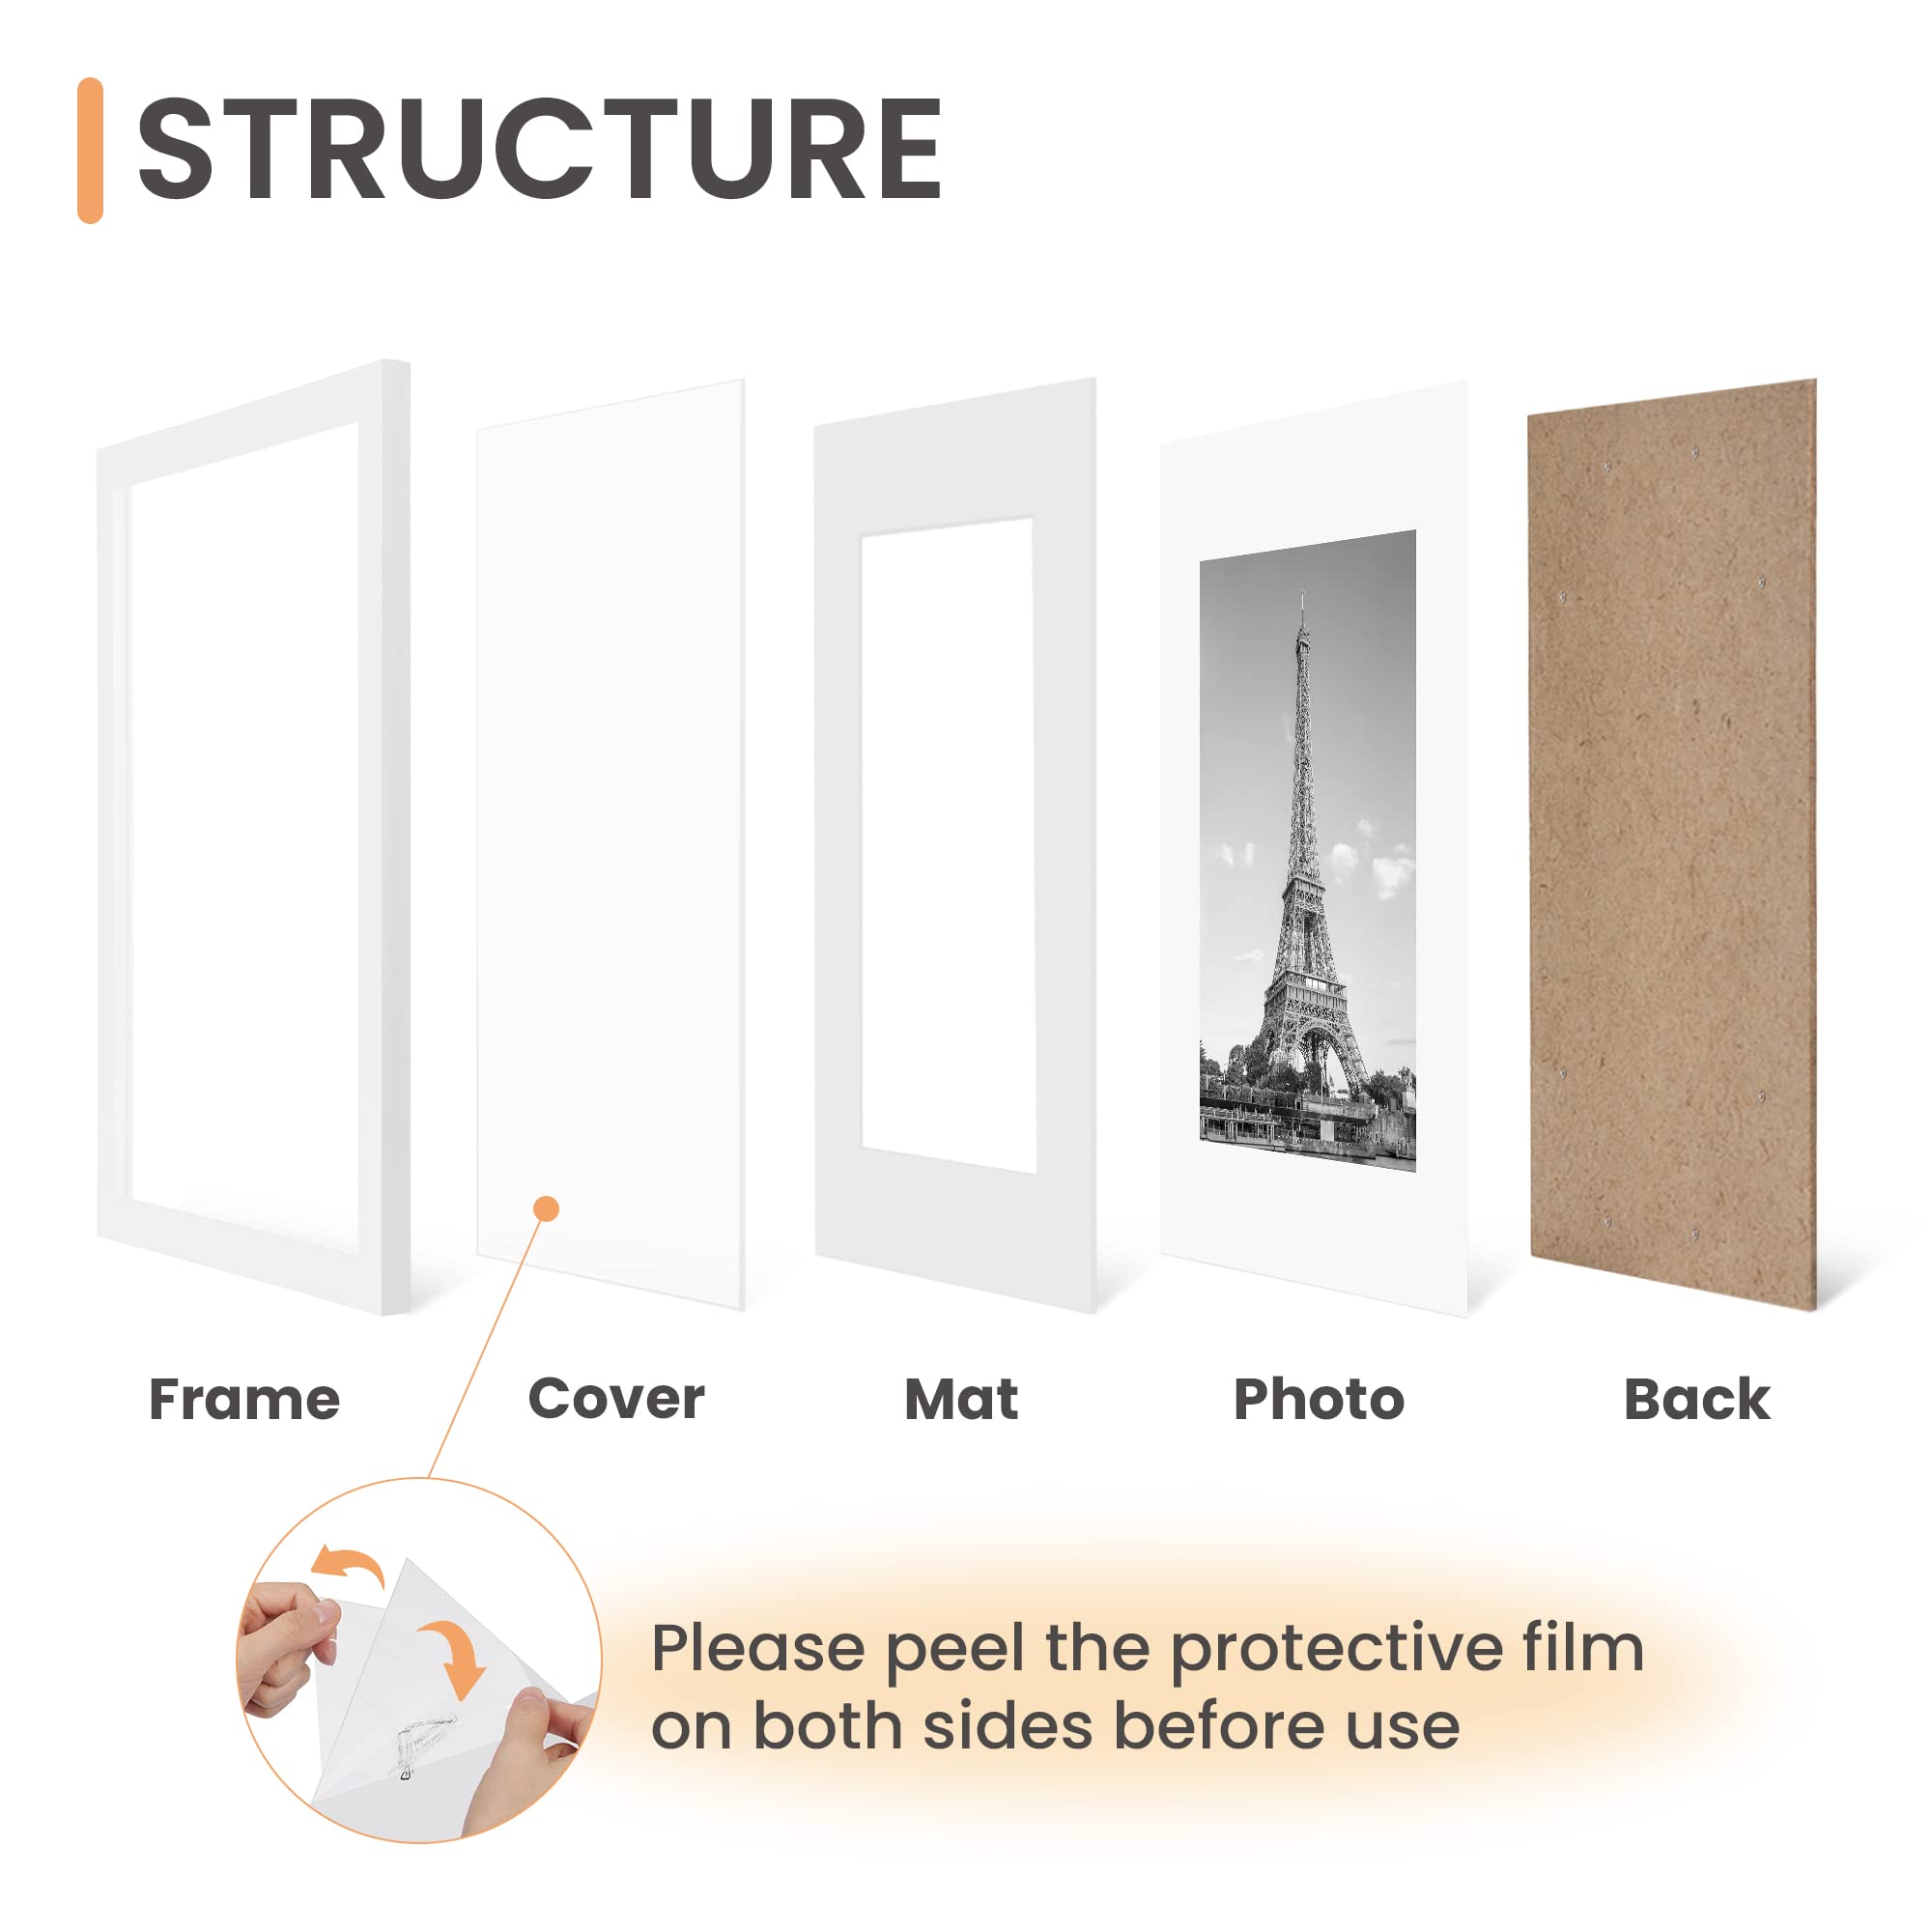 STRUCTURE
Frame
Cover
Mat
Photo
Back
Please peel the protective film
on both sides before use